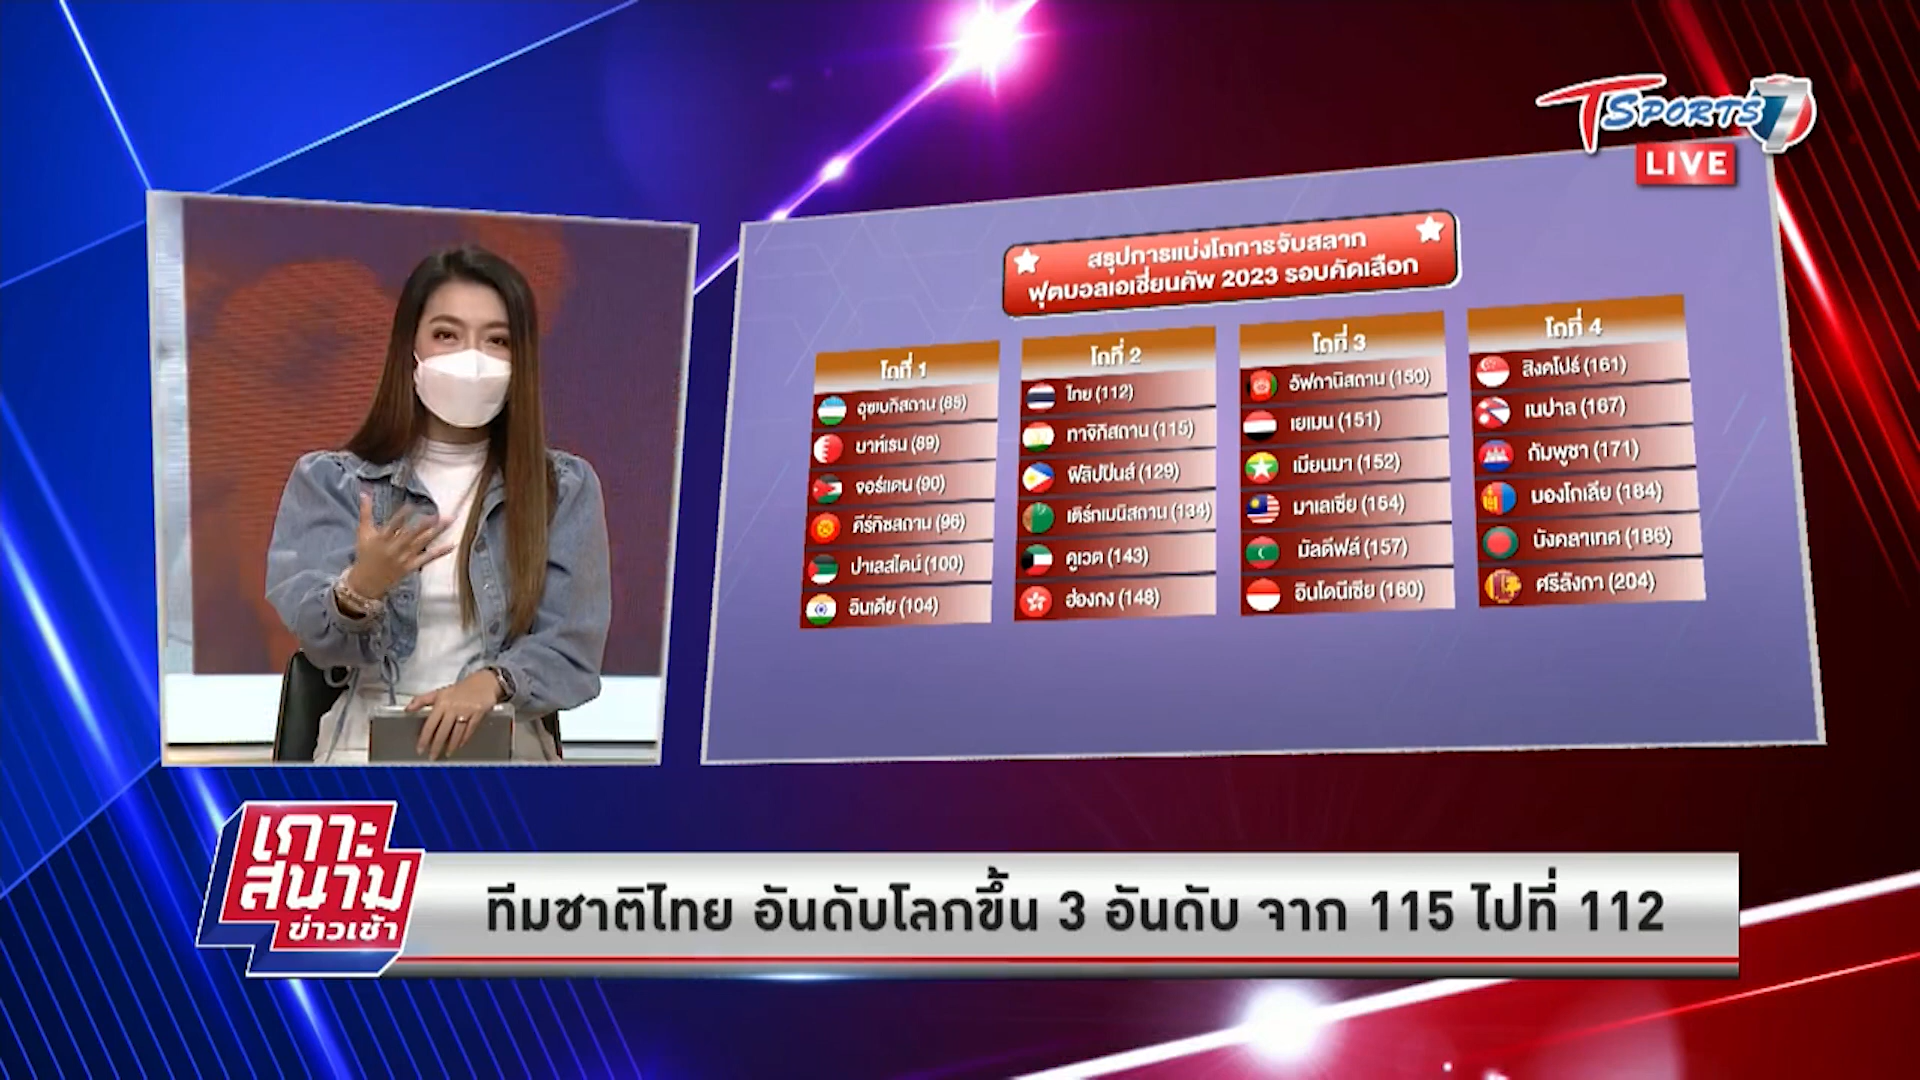 TSPORTS 7
LIVE
สรุปการแบ่งโถการจับสลาก
ฟุตบอลเอเชี่ยนคัพ 2023 รอบคัดเลือก
โถที่ 1
อุซเบกิสถาน (85)
บาห์เรน (89)
จอร์แดน (90)
คีร์กิซสถาน (96)
ปาเลสไตน์ (100)
อินเดีย (104)
โถที่ 2
ไทย (112)
ทาจิกิสถาน (115)
ฟิลิปปินส์ (129)
เติร์กเมนิสถาน (134)
คูเวต (143)
ฮ่องกง (148)
โถที่ 3
อัฟกานิสถาน (150)
เยเมน (151)
เมียนมา (152)
มาเลเซีย (154)
มัลดีฟส์ (157)
อินโดนีเซีย (160)
โถที่ 4
สิงคโปร์ (161)
เนปาล (167)
กัมพูชา (171)
มองโกเลีย (184)
บังคลาเทศ (186)
ศรีลังกา (204)
เกาะ
สนาม
ข่าวเช้า
ทีมชาติไทย อันดับโลกขึ้น 3 อันดับ จาก 115 ไปที่ 112